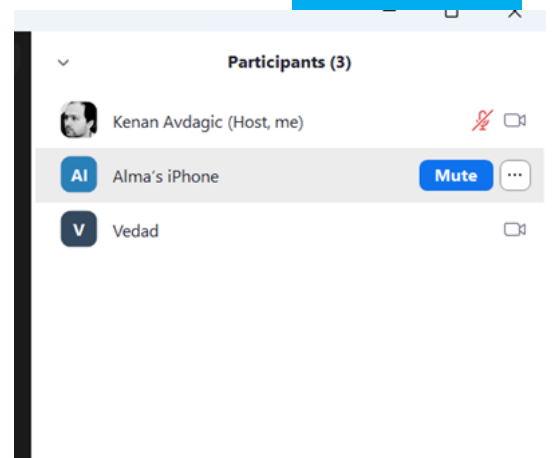 Participants (3)
Kenan Avdagic (Host, me)
AI Alma's iPhone Mute ...
V Vedad